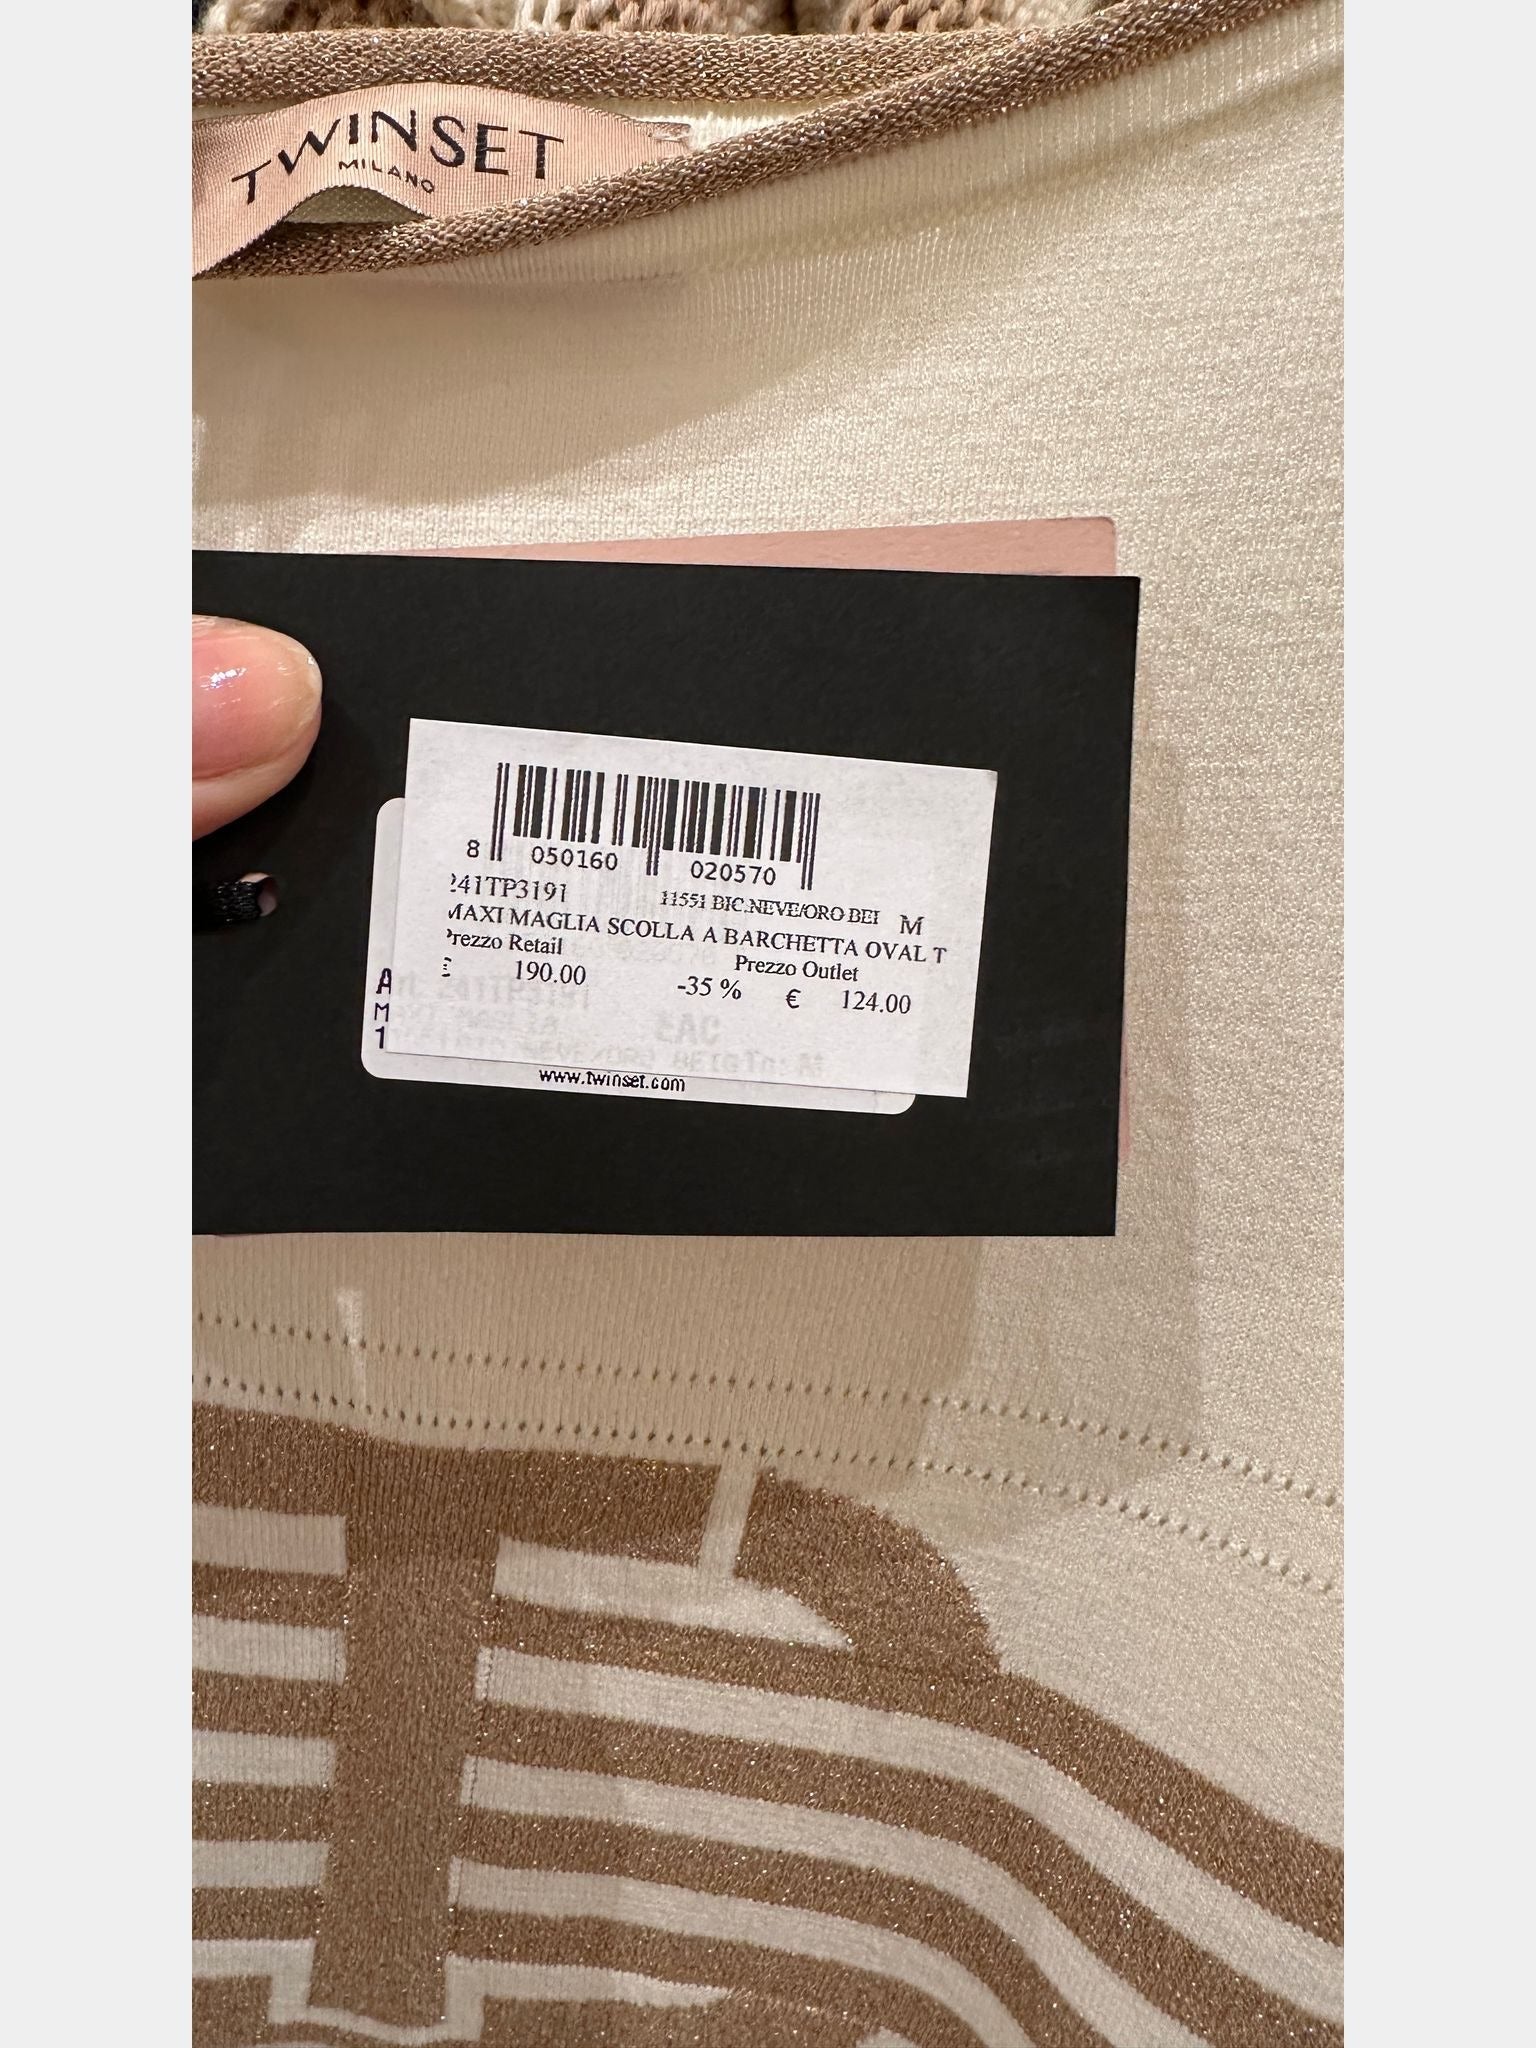 TWINSET
MILANO
8 050160 020570
241TP3191 11551 BIC.NEVE/ORO BEI M
MAXI MAGLIA SCOLLA A BARCHETTA OVAL T
Prezzo Retail Prezzo Outlet
€ 190.00 -35 % € 124.00
www.twinset.com